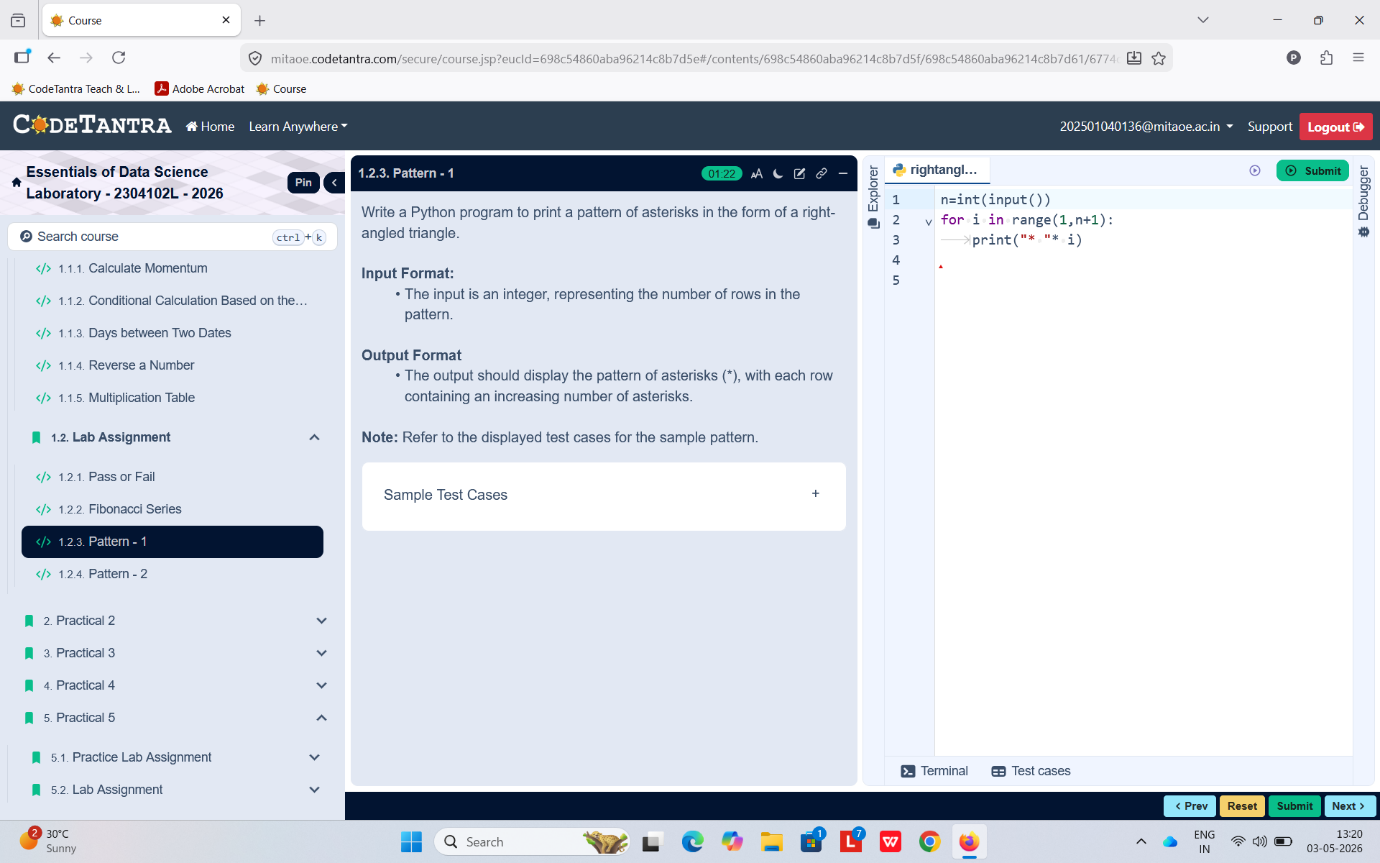 Course
mitaoe.codetantra.com/secure/course.jsp?eucId=698c54860aba96214c8b7d5e#/contents/698c54860aba96214c8b7d5f/698c54860aba96214c8b7d61/6774
P
CodeTantra Teach & L...
Adobe Acrobat
Course
CODETANTRA
Home
Learn Anywhere
202501040136@mitaoe.ac.in
Support
Logout
Essentials of Data Science
Laboratory - 2304102L - 2026
Pin
Search course
ctrl + k
</> 1.1.1. Calculate Momentum
</> 1.1.2. Conditional Calculation Based on the...
</> 1.1.3. Days between Two Dates
</> 1.1.4. Reverse a Number
</> 1.1.5. Multiplication Table
1.2. Lab Assignment
</> 1.2.1. Pass or Fail
</> 1.2.2. Fibonacci Series
</> 1.2.3. Pattern - 1
</> 1.2.4. Pattern - 2
2. Practical 2
3. Practical 3
4. Practical 4
5. Practical 5
5.1. Practice Lab Assignment
5.2. Lab Assignment
1.2.3. Pattern - 1
01:22
AA
Write a Python program to print a pattern of asterisks in the form of a right-
angled triangle.
Input Format:
• The input is an integer, representing the number of rows in the
pattern.
Output Format
• The output should display the pattern of asterisks (*), with each row
containing an increasing number of asterisks.
Note: Refer to the displayed test cases for the sample pattern.
Sample Test Cases
+
Explorer
rightangl...
Submit
Debugger
1 n=int(input())
2 for i in range(1,n+1):
3 print("* "* i)
4
5
Terminal
Test cases
< Prev
Reset
Submit
Next >
2
30°C
Sunny
Search
1
L
7
W
ENG
IN
13:20
03-05-2026